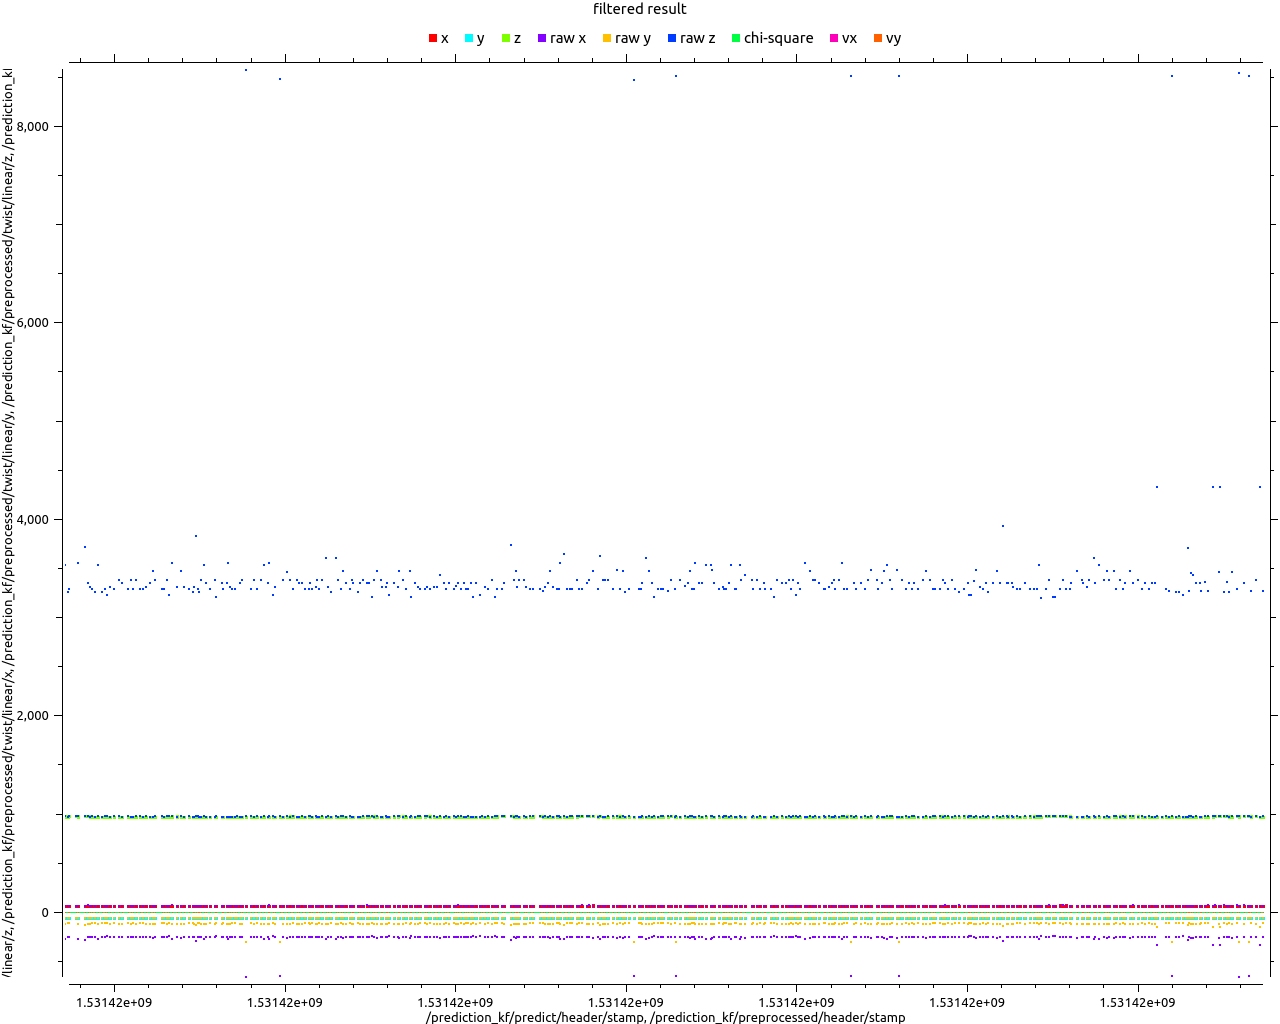 filtered result
x y z raw x raw y raw z chi-square vx vy
/linear/z, /prediction_kf/preprocessed/twist/linear/x, /prediction_kf/preprocessed/twist/linear/y, /prediction_kf/preprocessed/twist/linear/z, /prediction_kf
8,000
6,000
4,000
2,000
0
1.53142e+09 1.53142e+09 1.53142e+09 1.53142e+09 1.53142e+09 1.53142e+09 1.53142e+09
/prediction_kf/predict/header/stamp, /prediction_kf/preprocessed/header/stamp